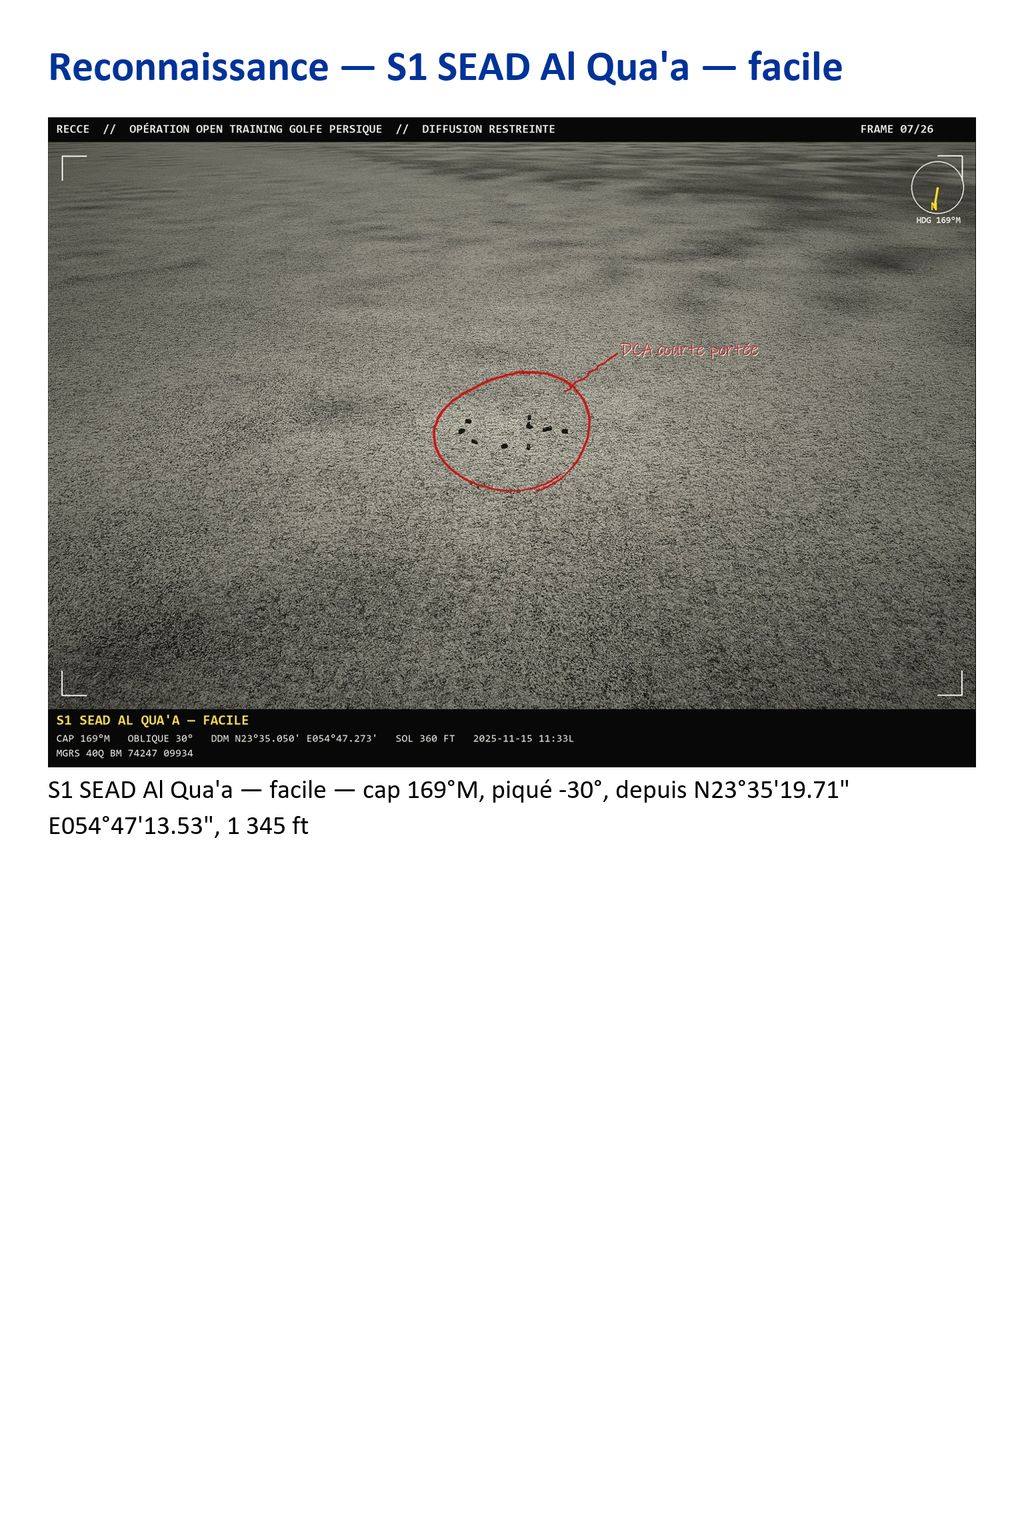 Reconnaissance — S1 SEAD Al Qua'a — facile
RECCE // OPÉRATION OPEN TRAINING GOLFE PERSIQUE // DIFFUSION RESTREINTE FRAME 07/26
N
HDG 169°M
DCA courte portée
S1 SEAD AL QUA'A — FACILE
CAP 169°M OBLIQUE 30° DDM N23°35.050' E054°47.273' SOL 360 FT 2025-11-15 11:33L
MGRS 40Q BM 74247 09934
S1 SEAD Al Qua'a — facile — cap 169°M, piqué -30°, depuis N23°35'19.71"
E054°47'13.53", 1 345 ft